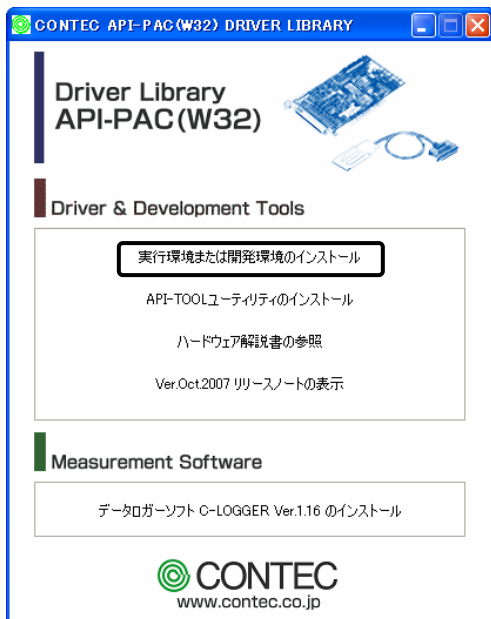 CONTEC API-PAC(W32) DRIVER LIBRARY
Driver Library
API-PAC(W32)
Driver & Development Tools
実行環境または開発環境のインストール
API-TOOLユーティリティのインストール
ハードウェア解説書の参照
Ver.Oct.2007 リリースノートの表示
Measurement Software
データロガーソフト C-LOGGER Ver.1.16 のインストール
CONTEC
www.contec.co.jp